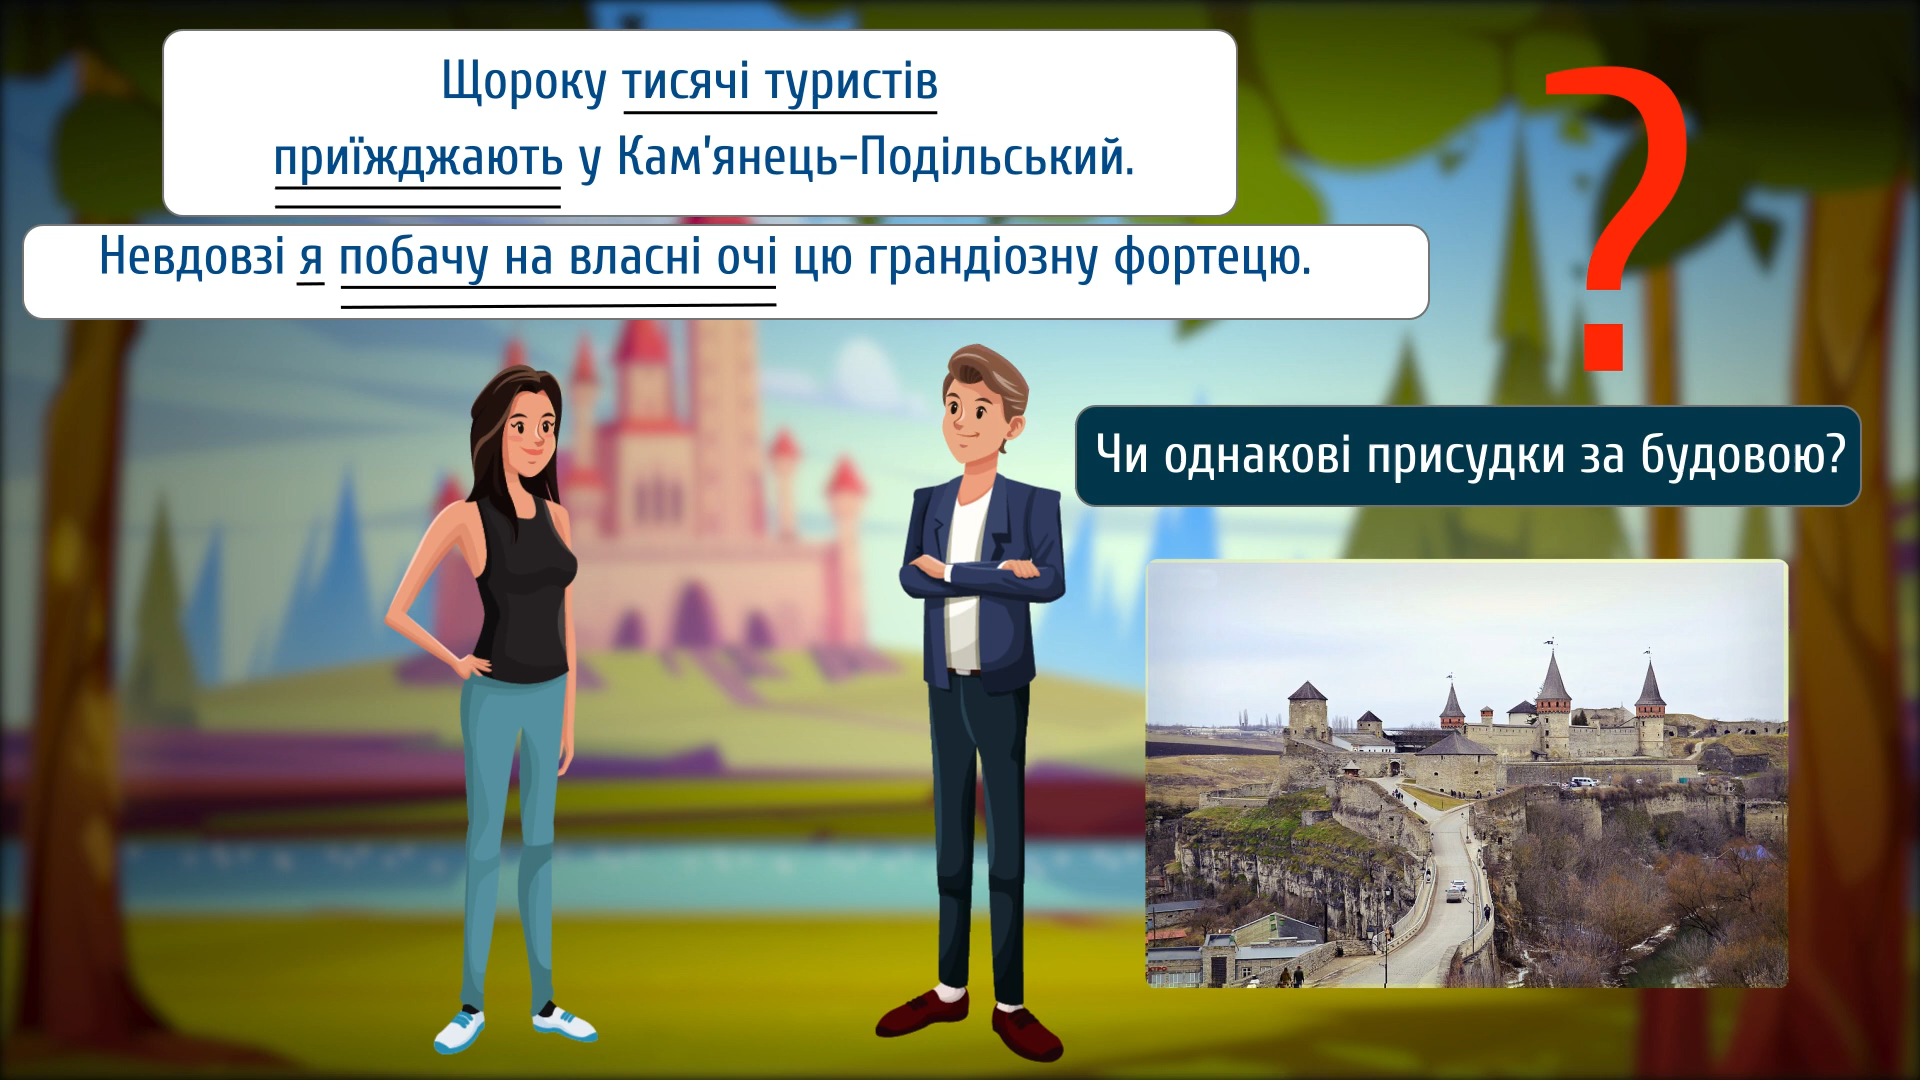 Щороку тисячі туристів
приїжджають у Кам'янець-Подільський.
Невдовзі я побачу на власні очі цю грандіозну фортецю.
?
Чи однакові присудки за будовою?